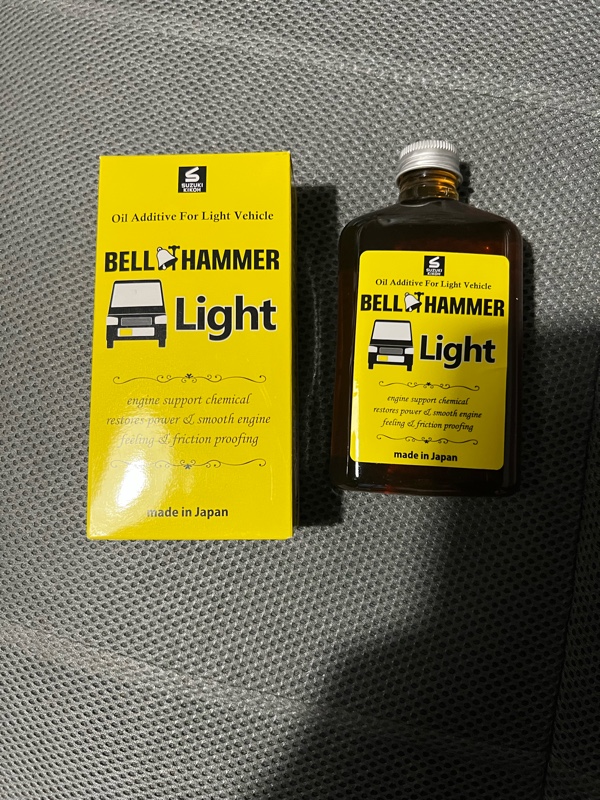 SUZUKI
KIKOH
Oil Additive For Light Vehicle
BELL HAMMER
Light
engine support chemical
restores power & smooth engine
feeling & friction proofing
made in Japan
SUZUKI
KIKOH
Oil Additive For Light Vehicle
BELL HAMMER
Light
engine support chemical
restores power & smooth engine
feeling & friction proofing
made in Japan